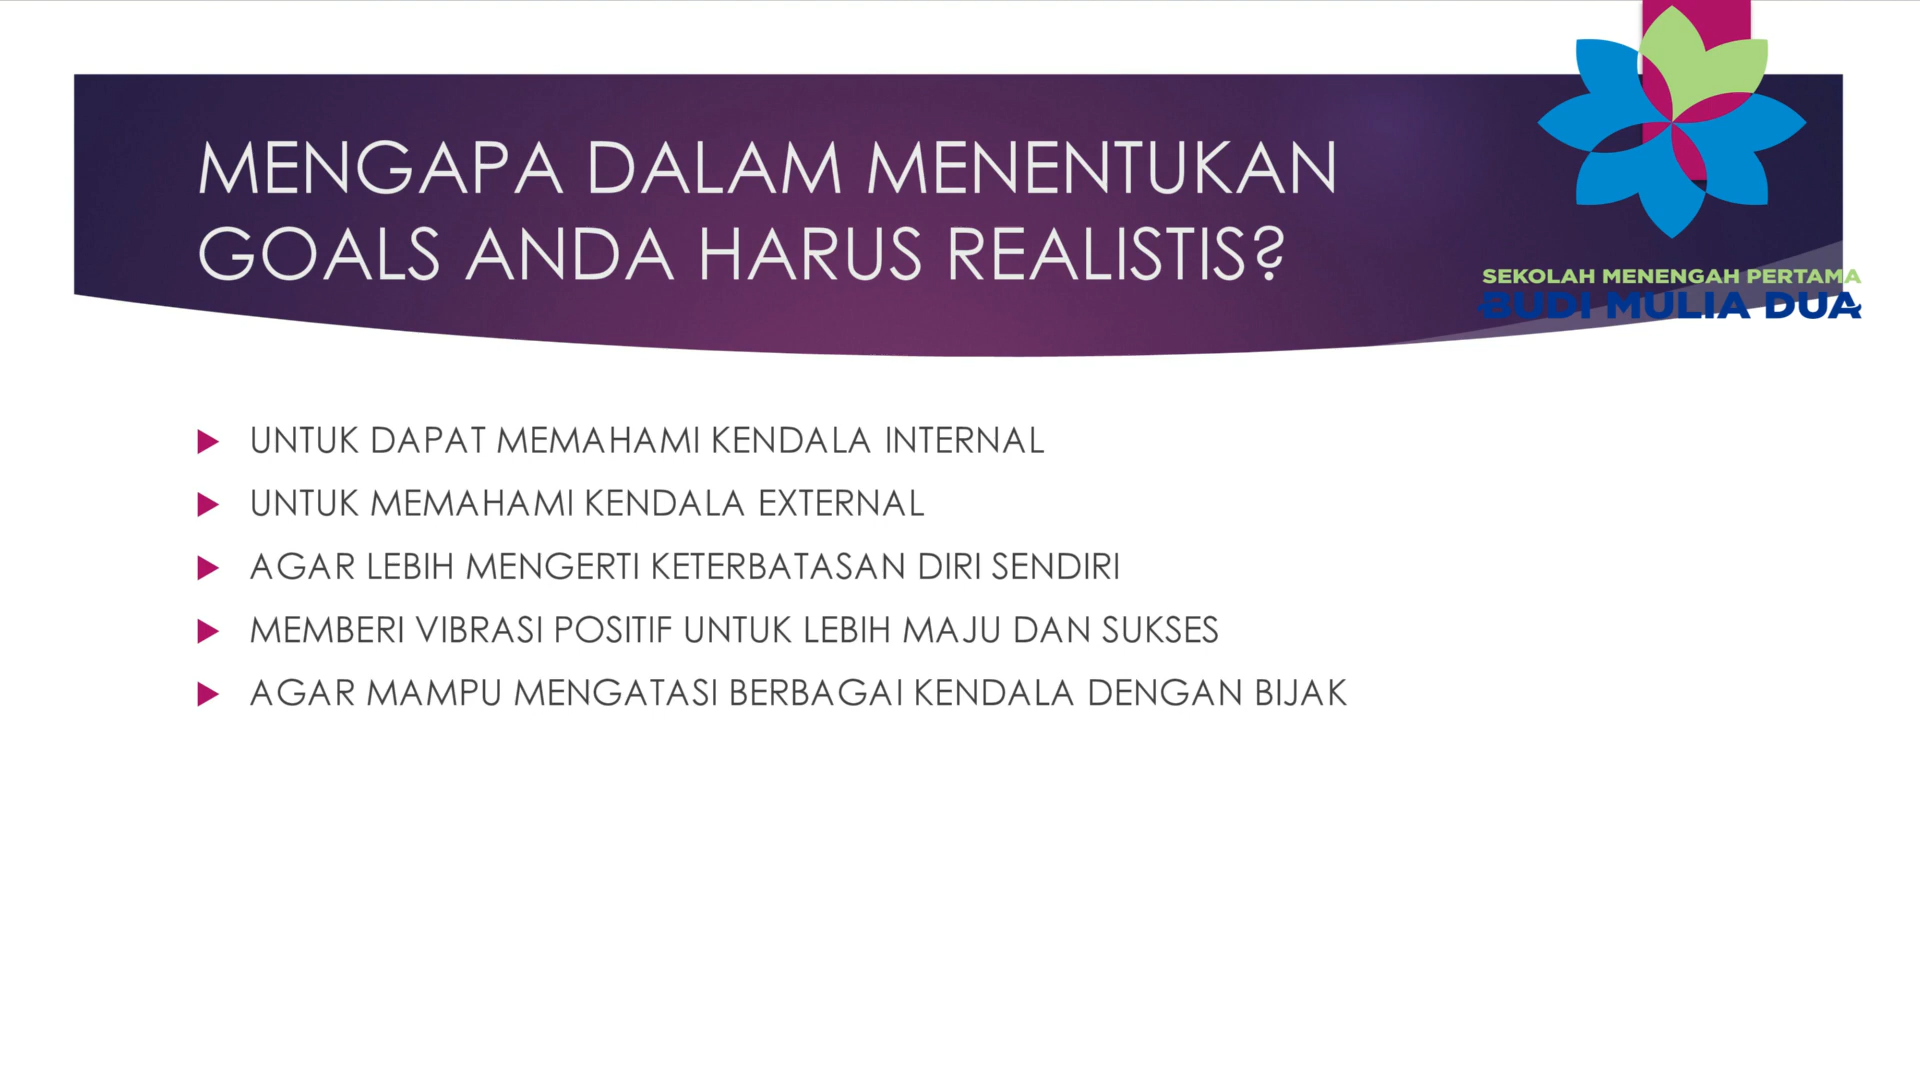 MENGAPA DALAM MENENTUKAN
GOALS ANDA HARUS REALISTIS?
SEKOLAH MENENGAH PERTAMA
BUDI MULIA DUA
UNTUK DAPAT MEMAHAMI KENDALA INTERNAL
UNTUK MEMAHAMI KENDALA EXTERNAL
AGAR LEBIH MENGERTI KETERBATASAN DIRI SENDIRI
MEMBERI VIBRASI POSITIF UNTUK LEBIH MAJU DAN SUKSES
AGAR MAMPU MENGATASI BERBAGAI KENDALA DENGAN BIJAK